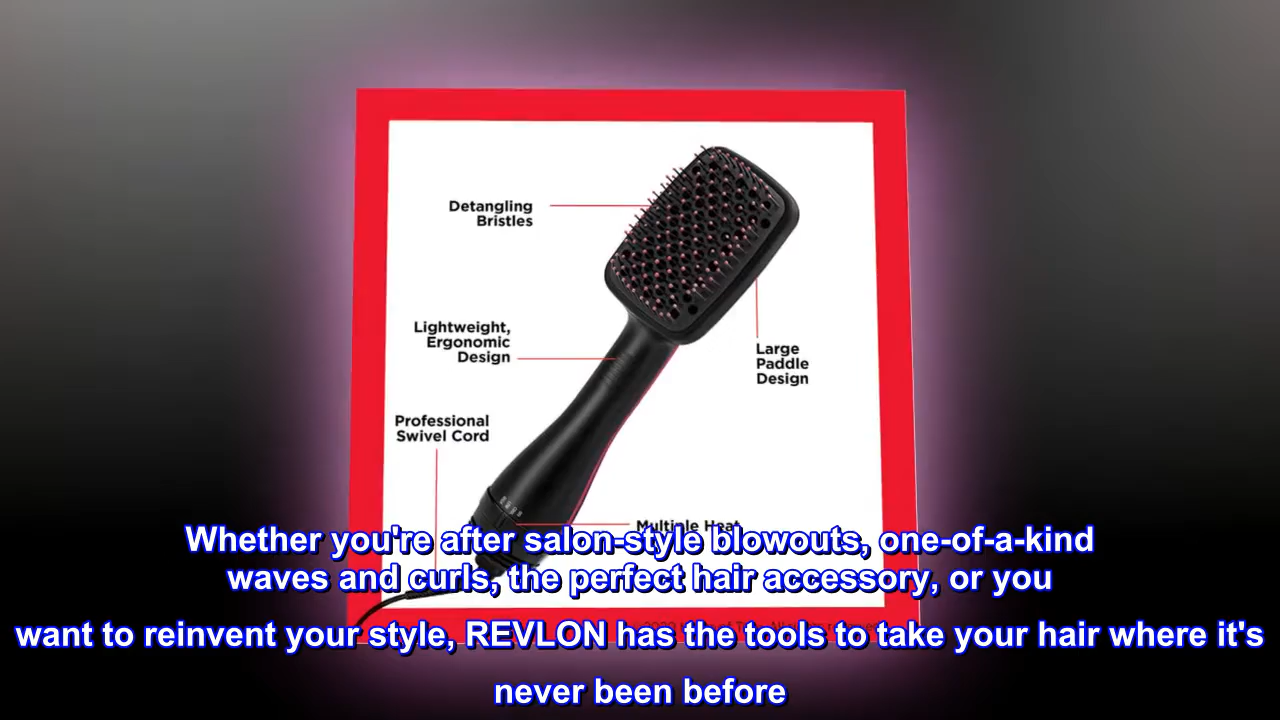 Detangling
Bristles
Lightweight,
Ergonomic
Design
Large
Paddle
Design
Professional
Swivel Cord
Multiple Heat
Whether you're after salon-style blowouts, one-of-a-kind
waves and curls, the perfect hair accessory, or you
want to reinvent your style, REVLON has the tools to take your hair where it's
never been before